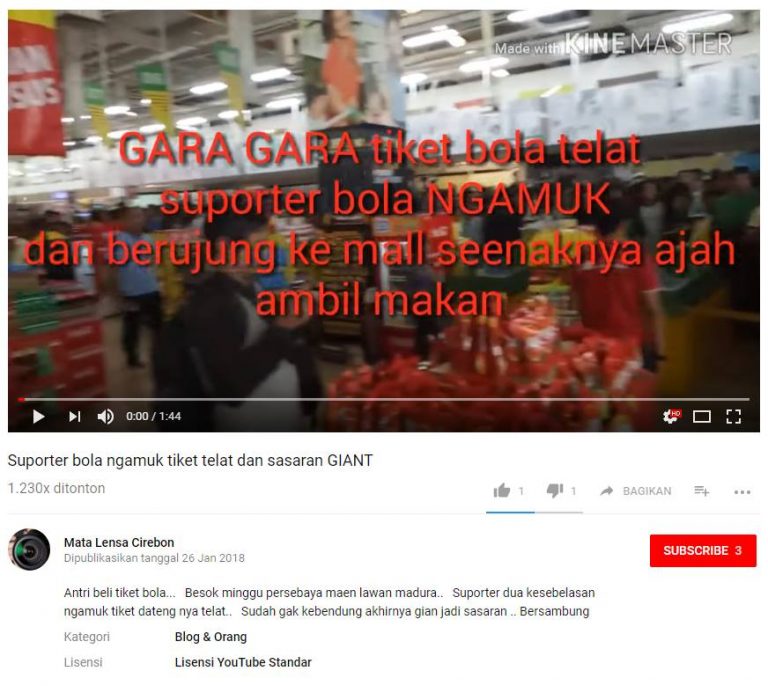 Made with KINEMASTER
GARA GARA tiket bola telat
suporter bola NGAMUK
dan berujung ke mall seenaknya ajah
ambil makan
0:00 / 1:44
HD
Suporter bola ngamuk tiket telat dan sasaran GIANT
1.230x ditonton
1
1
BAGIKAN
Mata Lensa Cirebon
Dipublikasikan tanggal 26 Jan 2018
SUBSCRIBE 3
Antri beli tiket bola... Besok minggu persebaya maen lawan madura.. Suporter dua kesebelasan
ngamuk tiket dateng nya telat.. Sudah gak kebendung akhirnya gian jadi sasaran .. Bersambung
Kategori Blog & Orang
Lisensi Lisensi YouTube Standar